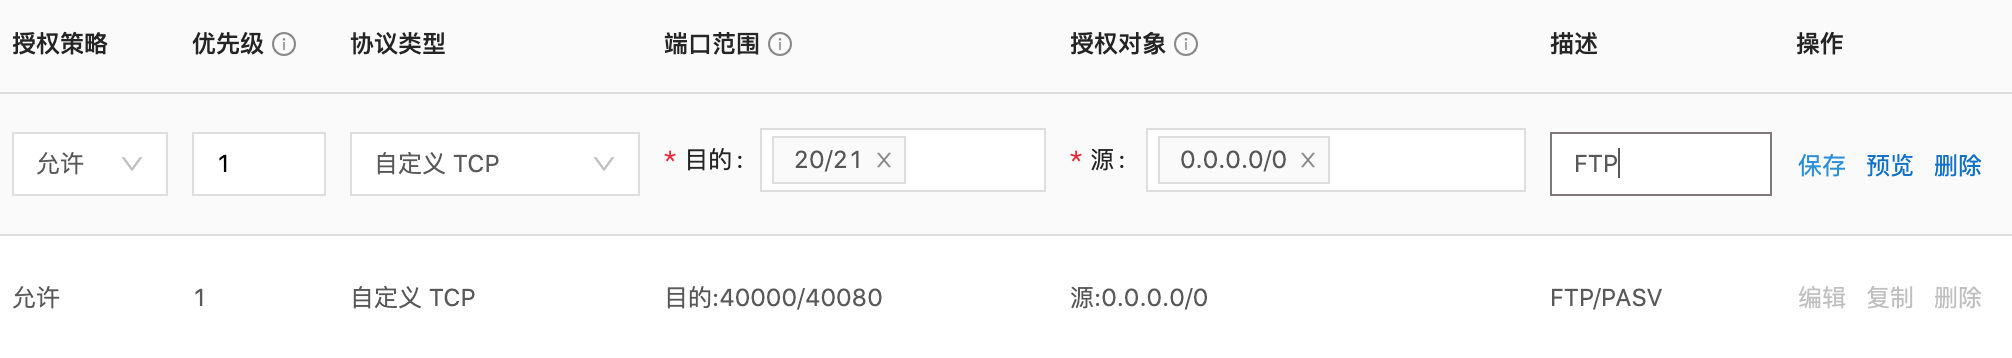 授权策略 优先级 协议类型 端口范围 授权对象 描述 操作
允许 1 自定义 TCP * 目的: 20/21 × * 源: 0.0.0.0/0 × FTP 保存 预览 删除
允许 1 自定义 TCP 目的:40000/40080 源:0.0.0.0/0 FTP/PASV 编辑 复制 删除